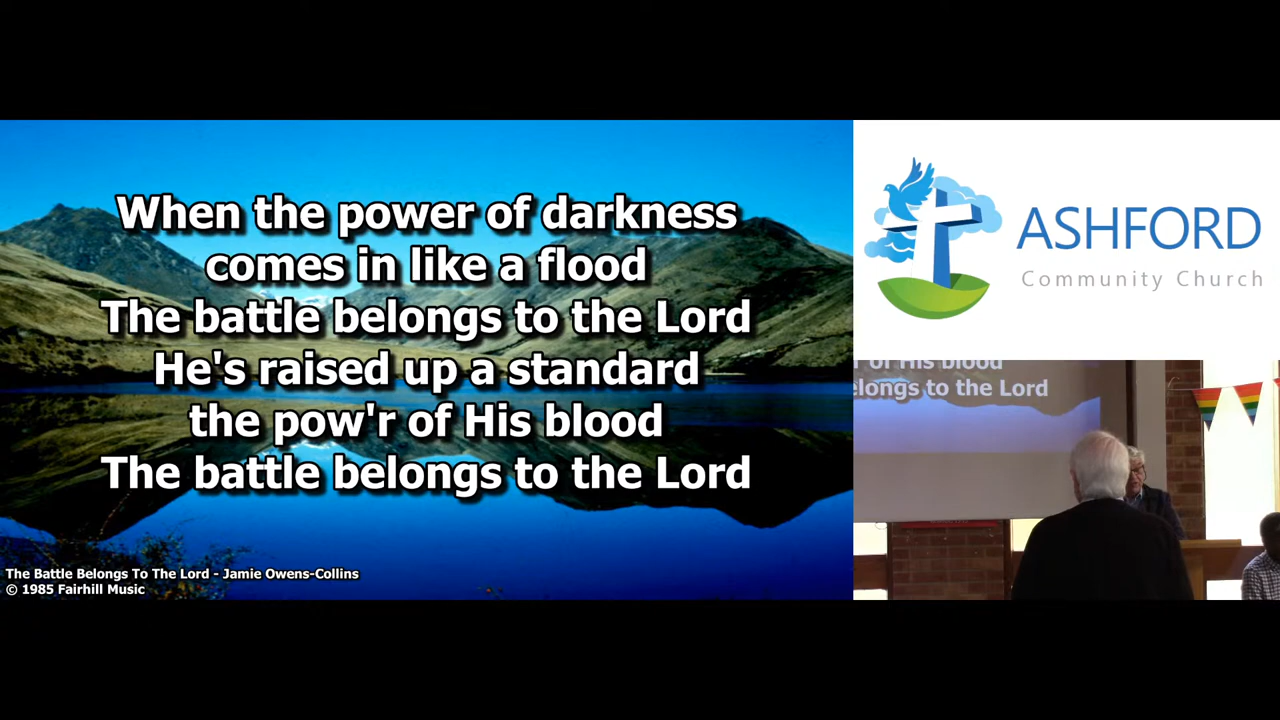 When the power of darkness
comes in like a flood
The battle belongs to the Lord
He's raised up a standard
the pow'r of His blood
The battle belongs to the Lord
The Battle Belongs To The Lord - Jamie Owens-Collins
© 1985 Fairhill Music
ASHFORD
Community Church
of His blood
elongs to the Lord